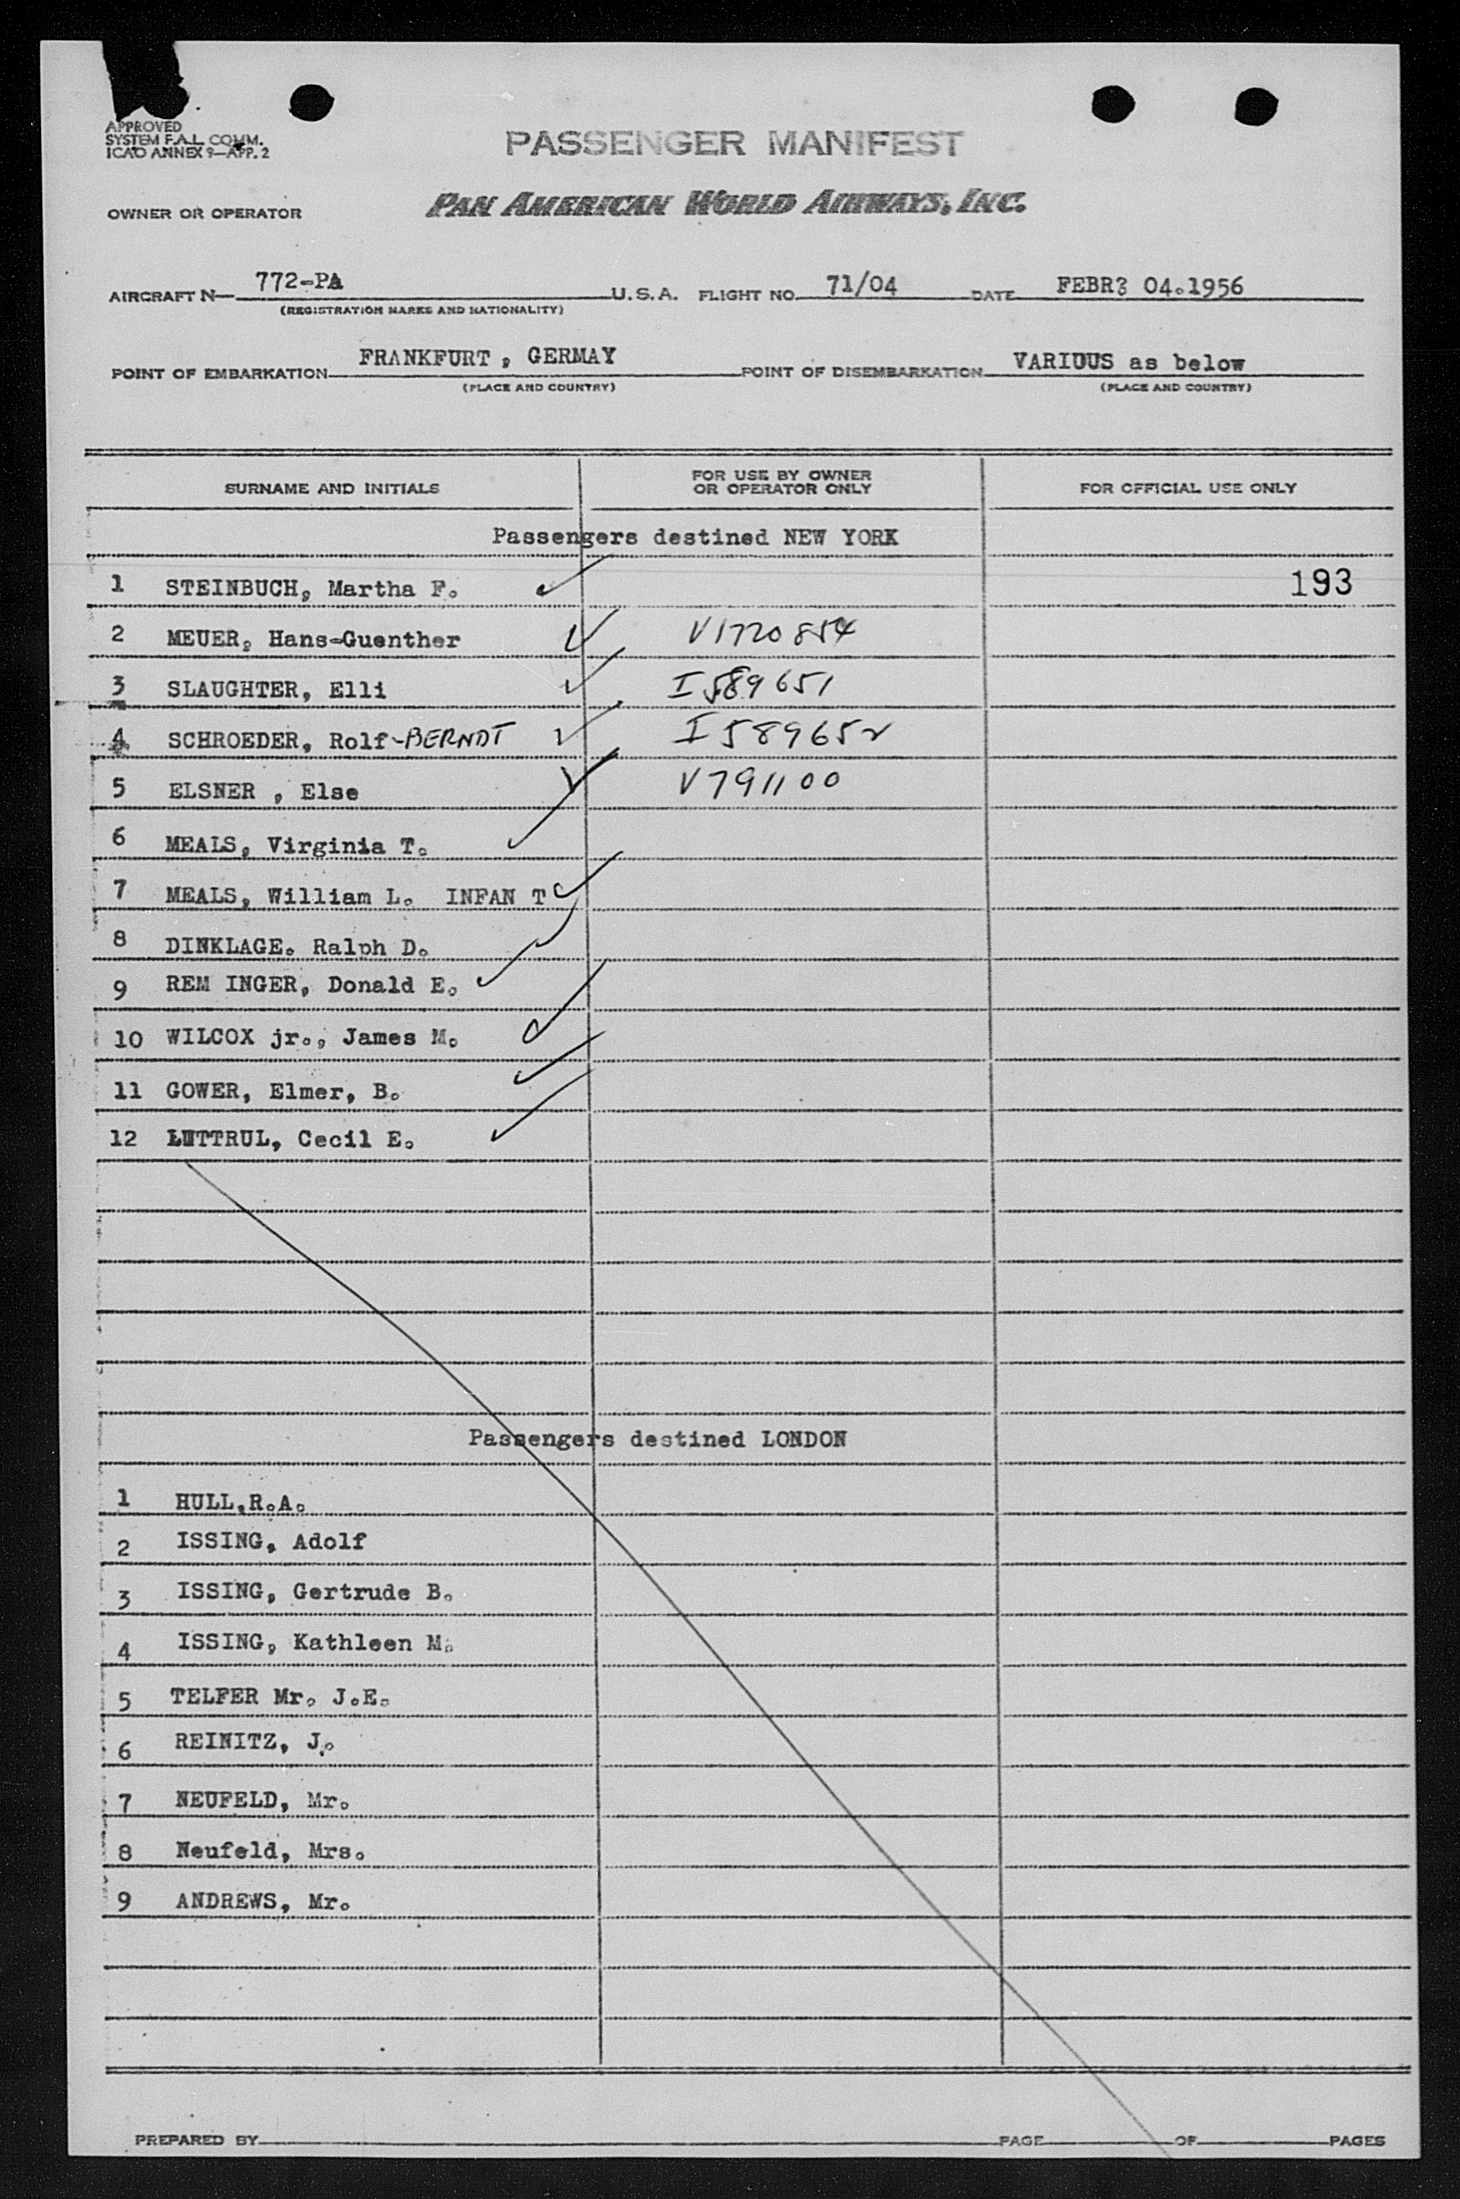 APPROVED
SYSTEM F.A.L. COMM.
ICAO ANNEX 9—APP. 2
PASSENGER MANIFEST
OWNER OR OPERATOR PAN AMERICAN WORLD AIRWAYS, INC.
AIRCRAFT N— 772-PA U.S.A. FLIGHT NO. 71/04 DATE 04.1956
(REGISTRATION MARKS AND NATIONALITY)
POINT OF EMBARKATION FRANKFURT , GERMAY POINT OF DISEMBARKATION VARIOUS as below
(PLACE AND COUNTRY) (PLACE AND COUNTRY)
SURNAME AND INITIALS FOR USE BY OWNER OR OPERATOR ONLY FOR OFFICIAL USE ONLY
Passengers destined NEW YORK
1 STEINBUCH, Martha F. 193
2 MEUER, Hans-Guenther V1720854
3 SLAUGHTER, Elli I589651
4 SCHROEDER, Rolf-BERNDT I589652
5 ELSNER , Else V791100
6 MEALS, Virginia T.
7 MEALS, William L. INFAN T
8 DINKLAGE. Ralph D.
9 REM INGER, Donald E.
10 WILCOX jr., James M.
11 GOWER, Elmer, B.
12 LUTTRUL, Cecil E.
Passengers destined LONDON
1 HULL,R.A.
2 ISSING, Adolf
3 ISSING, Gertrude B.
4 ISSING, Kathleen M.
5 TELFER Mr. J.E.
6 REINITZ, J.
7 NEUFELD, Mr.
8 Neufeld, Mrs.
9 ANDREWS, Mr.
PREPARED BY PAGE OF PAGES